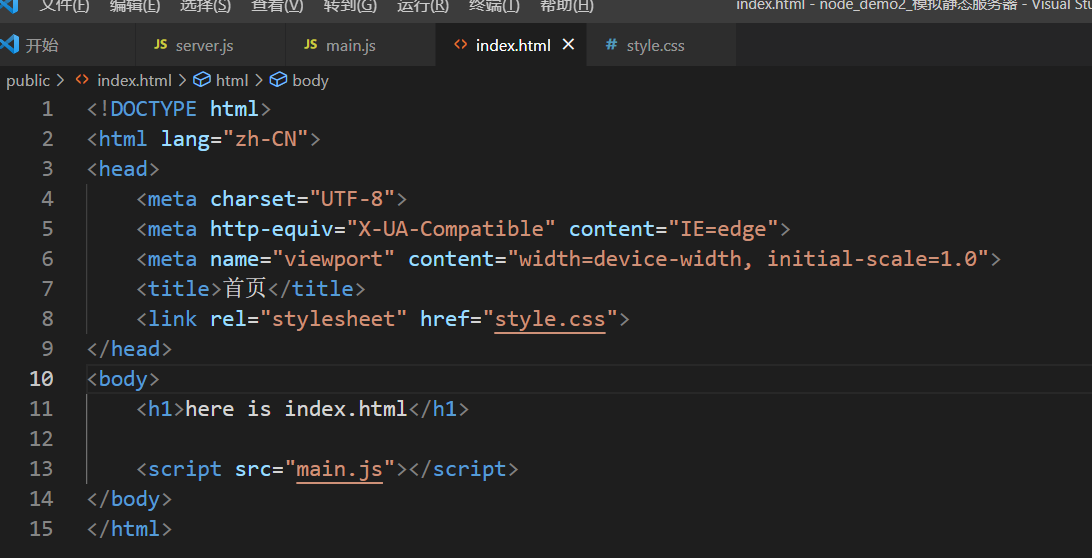 文件(F) 编辑(E) 选择(S) 查看(V) 转到(G) 运行(R) 终端(T) 帮助(H) index.html - node_demo2_模拟静态服务器 - Visual Stu
开始 JS server.js JS main.js <> index.html × # style.css
public > <> index.html > html > body
1 <!DOCTYPE html>
2 <html lang="zh-CN">
3 <head>
4 <meta charset="UTF-8">
5 <meta http-equiv="X-UA-Compatible" content="IE=edge">
6 <meta name="viewport" content="width=device-width, initial-scale=1.0">
7 <title>首页</title>
8 <link rel="stylesheet" href="style.css">
9 </head>
10 <body>
11 <h1>here is index.html</h1>
12
13 <script src="main.js"></script>
14 </body>
15 </html>